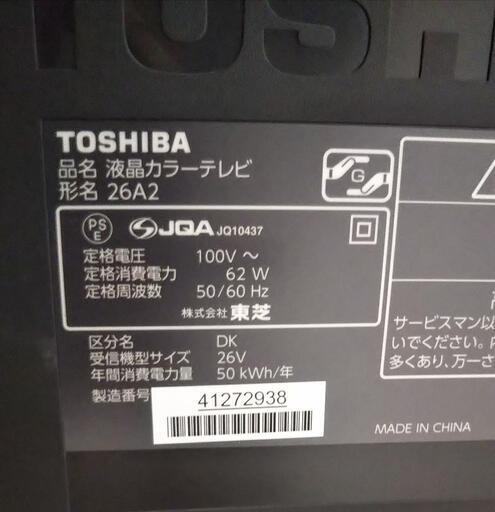 TOSHIBA
TOSHIBA
品名 液晶カラーテレビ
形名 26A2
G
PS
E
JQA JQ10437
定格電圧 100V ～
定格消費電力 62 W
定格周波数 50/60 Hz
株式会社 東芝
区分名 DK
受信機型サイズ 26V
年間消費電力量 50 kWh/年
製造番号
41272938
サービスマン以
いでください。
多くあり、万一さ
MADE IN CHINA